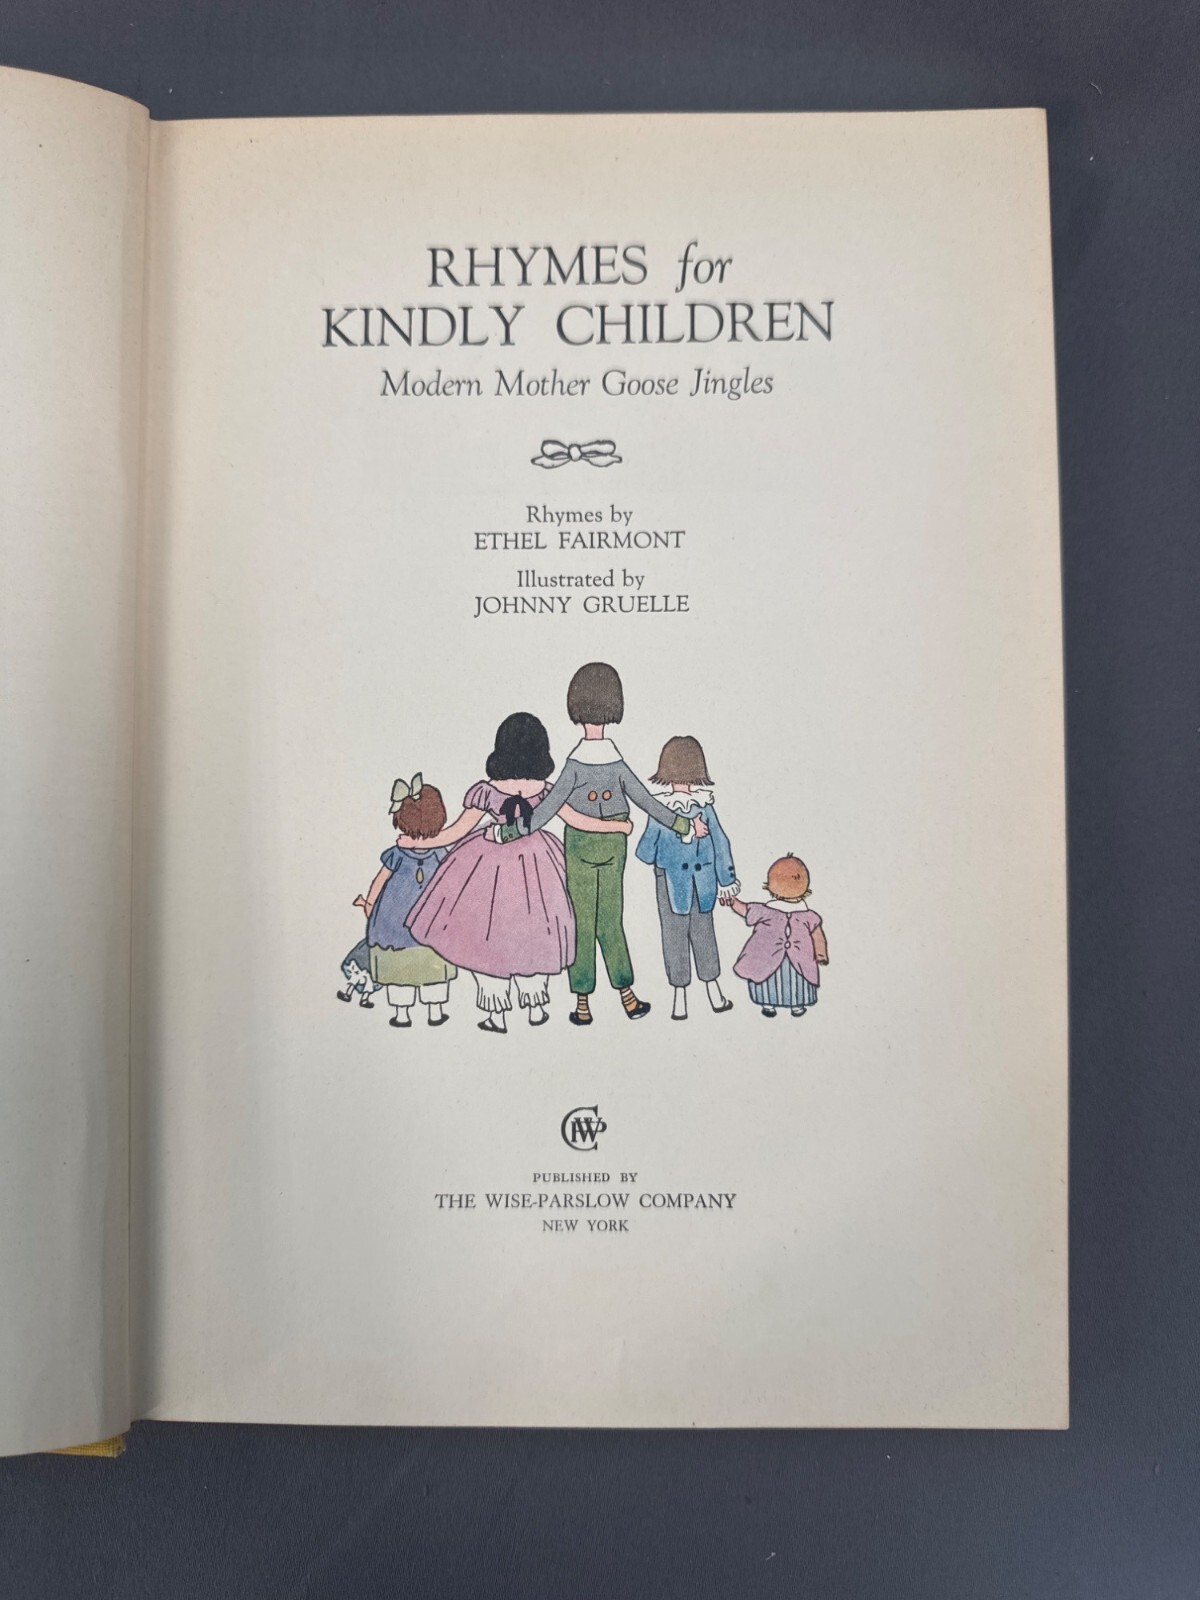 RHYMES for
KINDLY CHILDREN
Modern Mother Goose Jingles
Rhymes by
ETHEL FAIRMONT
Illustrated by
JOHNNY GRUELLE
PUBLISHED BY
THE WISE-PARSLOW COMPANY
NEW YORK